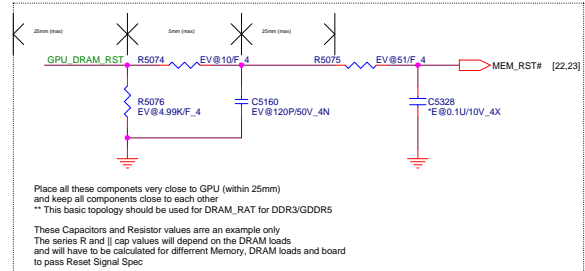 25mm (max)
5mm (max)
25mm (max)
GPU_DRAM_RST
R5074
EV@10/F_4
R5075
EV@51/F_4
MEM_RST#
[22,23]
R5076
EV@4.99K/F_4
C5160
EV@120P/50V_4N
C5328
*E@0.1U/10V_4X
Place all these componets very close to GPU (within 25mm)
and keep all components close to each other
** This basic topology should be used for DRAM_RAT for DDR3/GDDR5
These Capacitors and Resistor values arre an example only
The series R and || cap values will depend on the DRAM loads
and will have to be calculated for differrent Memory, DRAM loads and board
to pass Reset Signal Spec